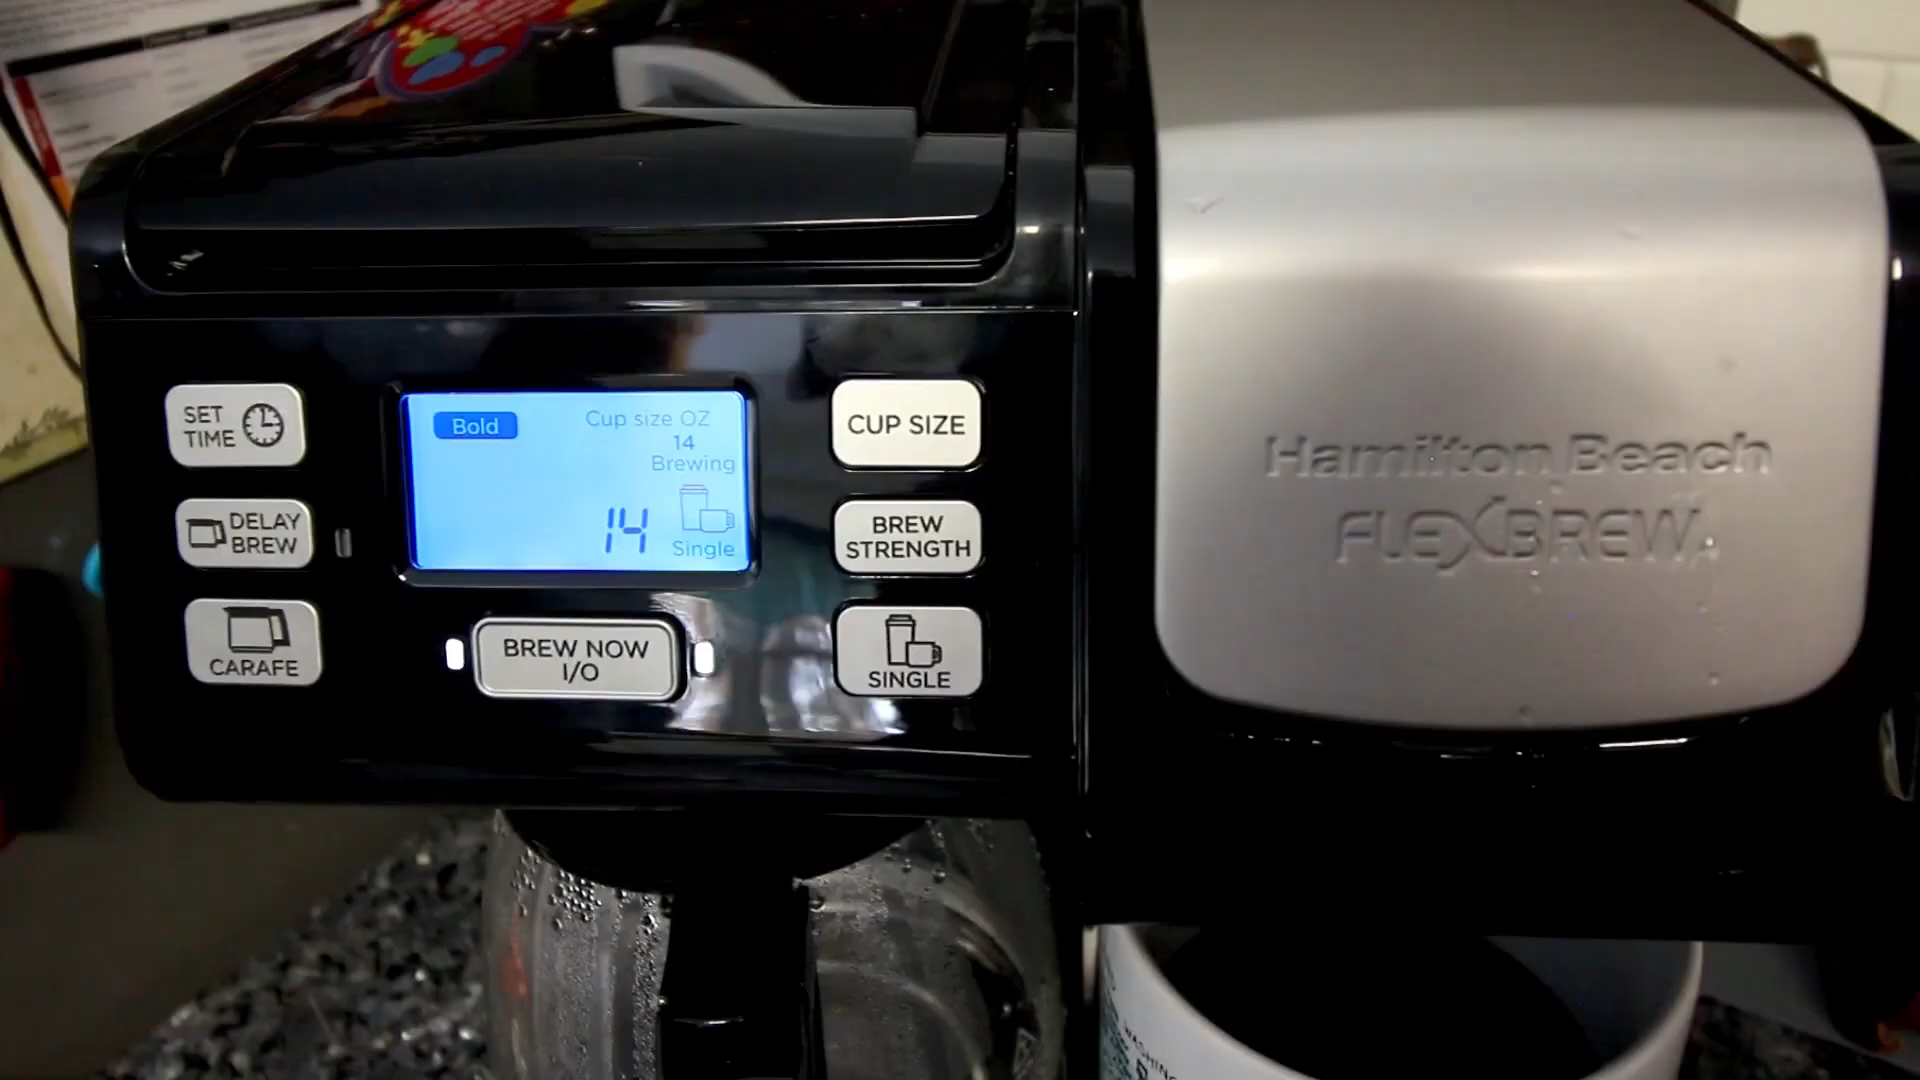 SET
TIME
DELAY
BREW
CARAFE
Bold
Cup size OZ
14
Brewing
14
Single
BREW NOW
I/O
CUP SIZE
BREW
STRENGTH
SINGLE
Hamilton Beach
FLEXBREW